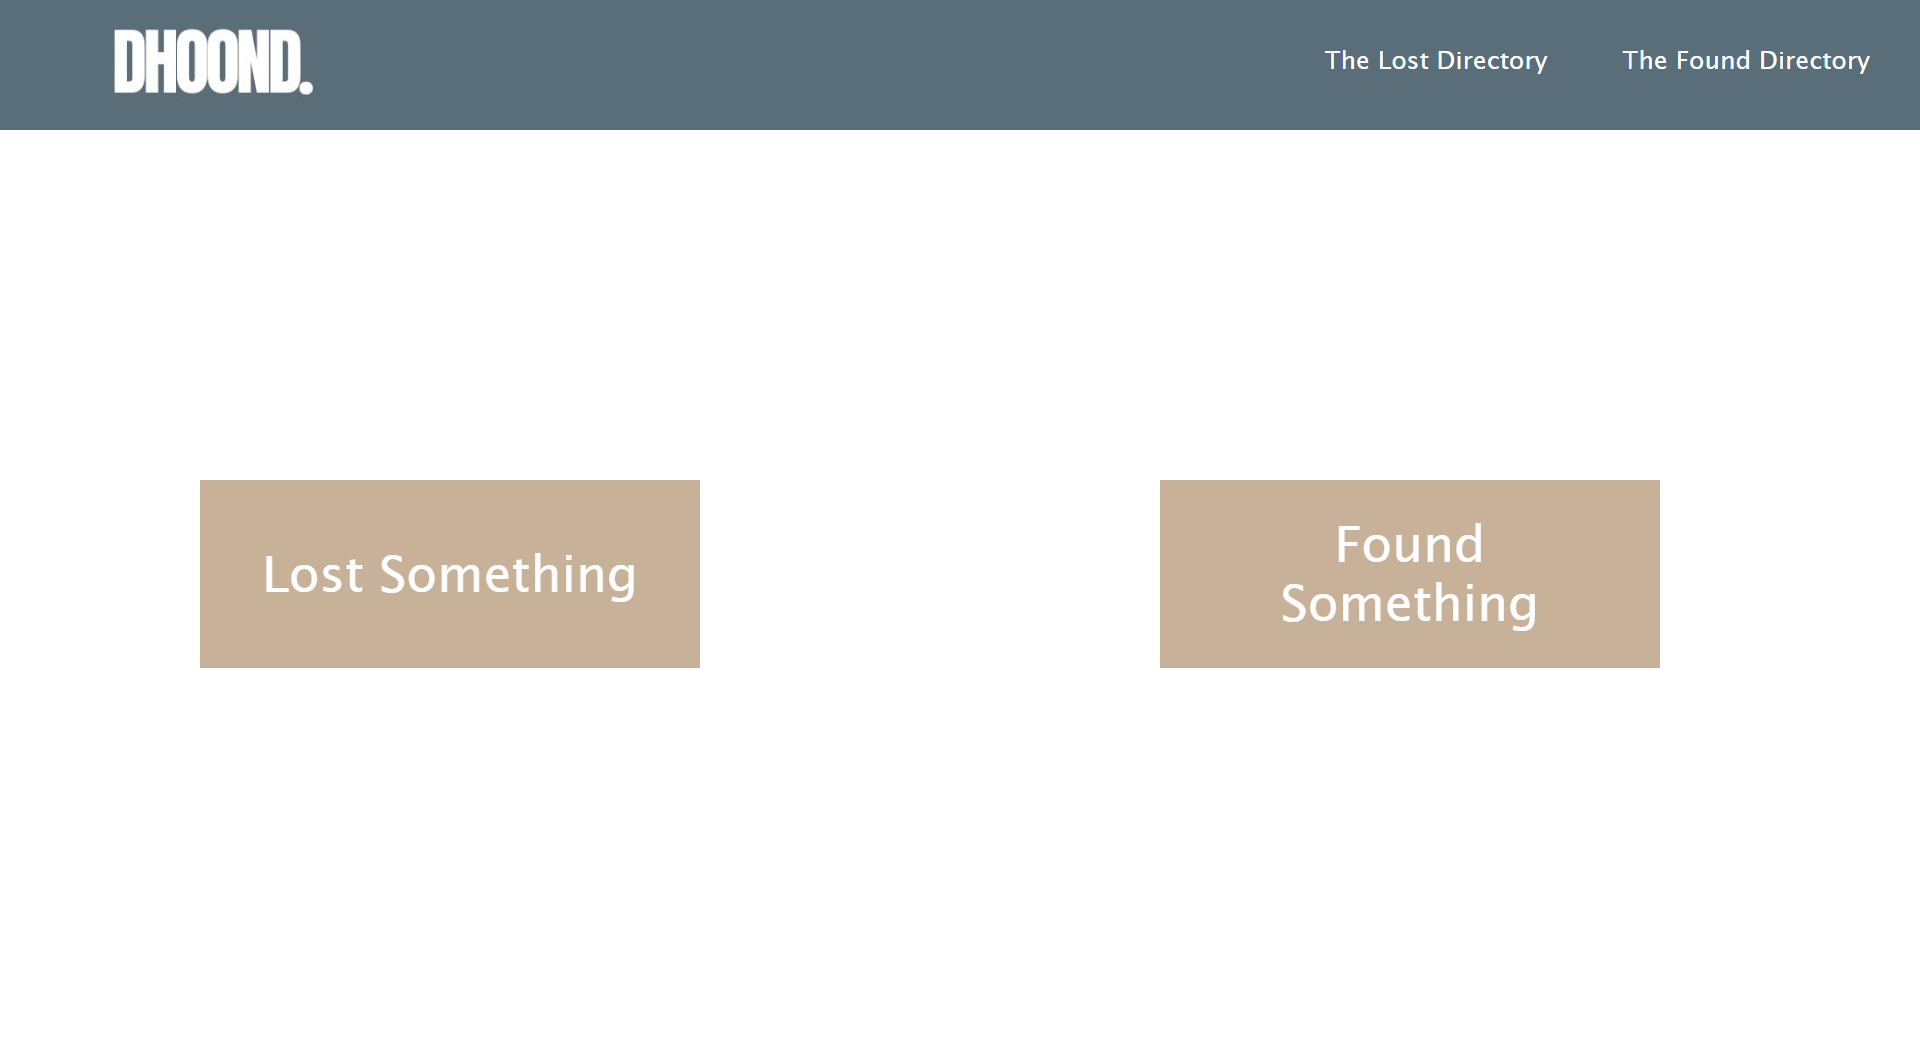 DHOOND.
The Lost Directory
The Found Directory
Lost Something
Found
Something